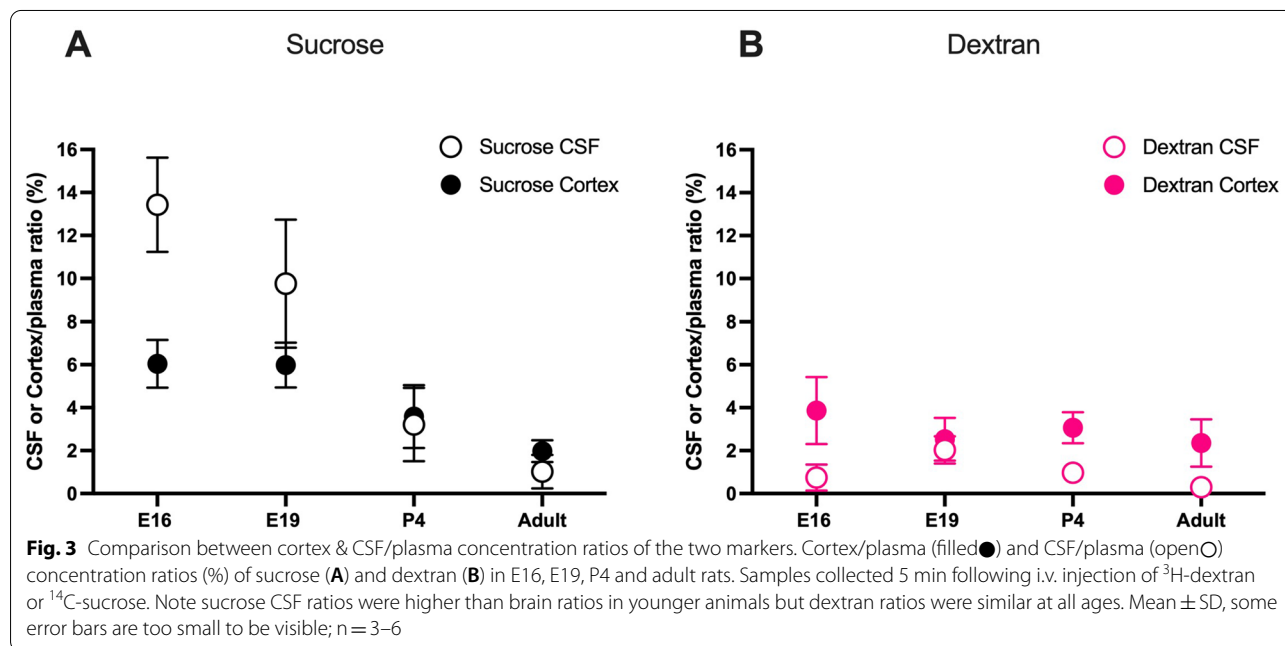 A Sucrose
B Dextran
CSF or Cortex/plasma ratio (%)
16
14
12
10
8
6
4
2
0
Sucrose CSF
Sucrose Cortex
E16 E19 P4 Adult
CSF or Cortex/plasma ratio (%)
16
14
12
10
8
6
4
2
0
Dextran CSF
Dextran Cortex
E16 E19 P4 Adult
Fig. 3 Comparison between cortex & CSF/plasma concentration ratios of the two markers. Cortex/plasma (filled●) and CSF/plasma (open○)
concentration ratios (%) of sucrose (A) and dextran (B) in E16, E19, P4 and adult rats. Samples collected 5 min following i.v. injection of ³H-dextran
or ¹⁴C-sucrose. Note sucrose CSF ratios were higher than brain ratios in younger animals but dextran ratios were similar at all ages. Mean ± SD, some
error bars are too small to be visible; n = 3–6